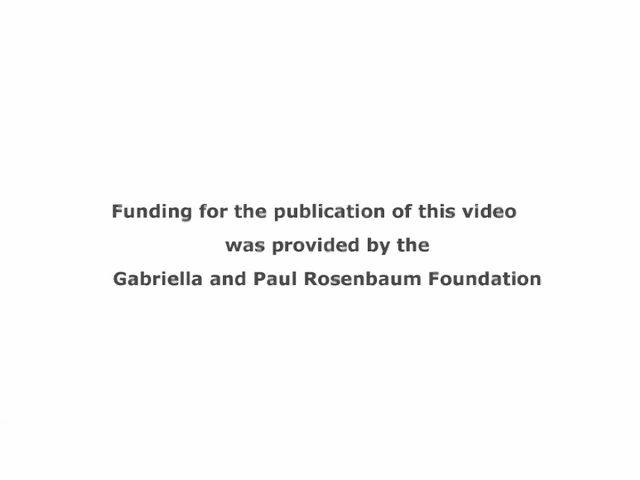 Funding for the publication of this video
was provided by the
Gabriella and Paul Rosenbaum Foundation